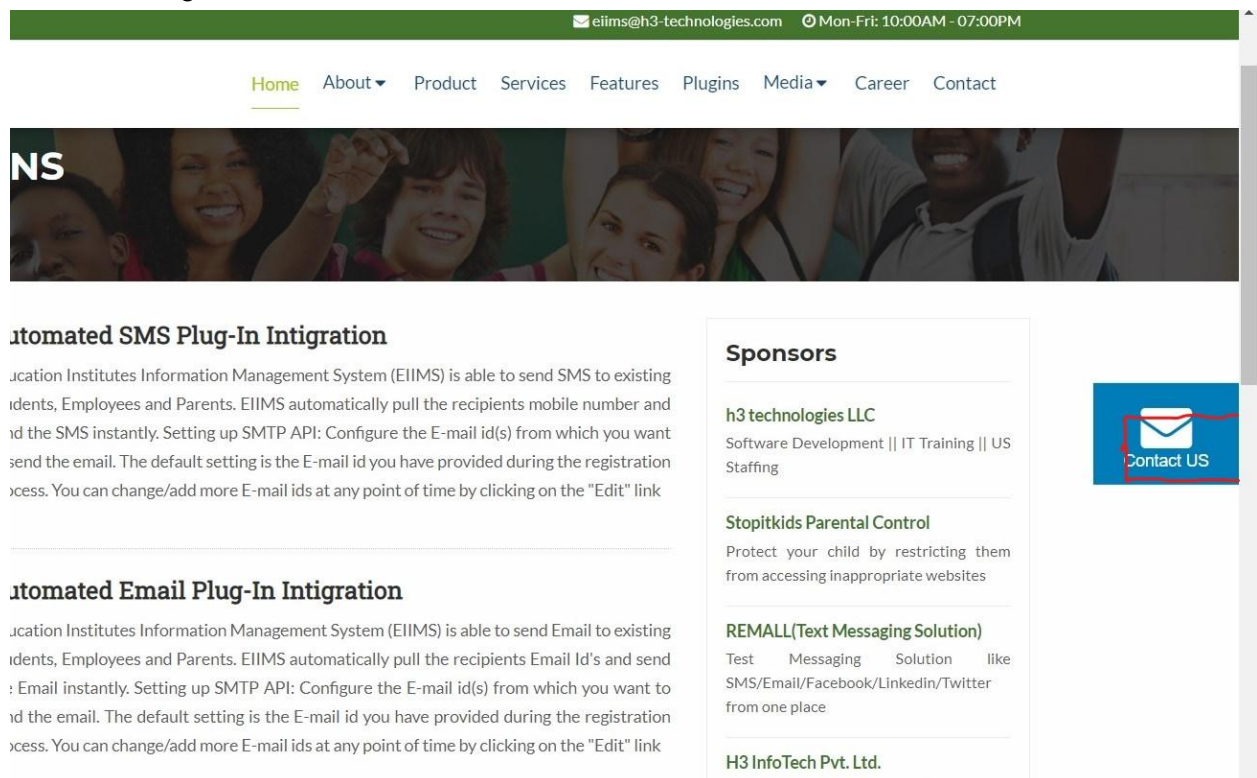 eiims@h3-technologies.com Mon-Fri: 10:00AM - 07:00PM
Home About Product Services Features Plugins Media Career Contact
NS
utomated SMS Plug-In Intigration
ucation Institutes Information Management System (EIIMS) is able to send SMS to existing
udents, Employees and Parents. EIIMS automatically pull the recipients mobile number and
nd the SMS instantly. Setting up SMTP API: Configure the E-mail id(s) from which you want
send the email. The default setting is the E-mail id you have provided during the registration
ocess. You can change/add more E-mail ids at any point of time by clicking on the "Edit" link
utomated Email Plug-In Intigration
ucation Institutes Information Management System (EIIMS) is able to send Email to existing
udents, Employees and Parents. EIIMS automatically pull the recipients Email Id's and send
Email instantly. Setting up SMTP API: Configure the E-mail id(s) from which you want to
nd the email. The default setting is the E-mail id you have provided during the registration
ocess. You can change/add more E-mail ids at any point of time by clicking on the "Edit" link
Sponsors
h3 technologies LLC
Software Development || IT Training || US
Staffing
Stopitkids Parental Control
Protect your child by restricting them
from accessing inappropriate websites
REMALL(Text Messaging Solution)
Test Messaging Solution like
SMS/Email/Facebook/Linkedin/Twitter
from one place
H3 InfoTech Pvt. Ltd.
Contact US